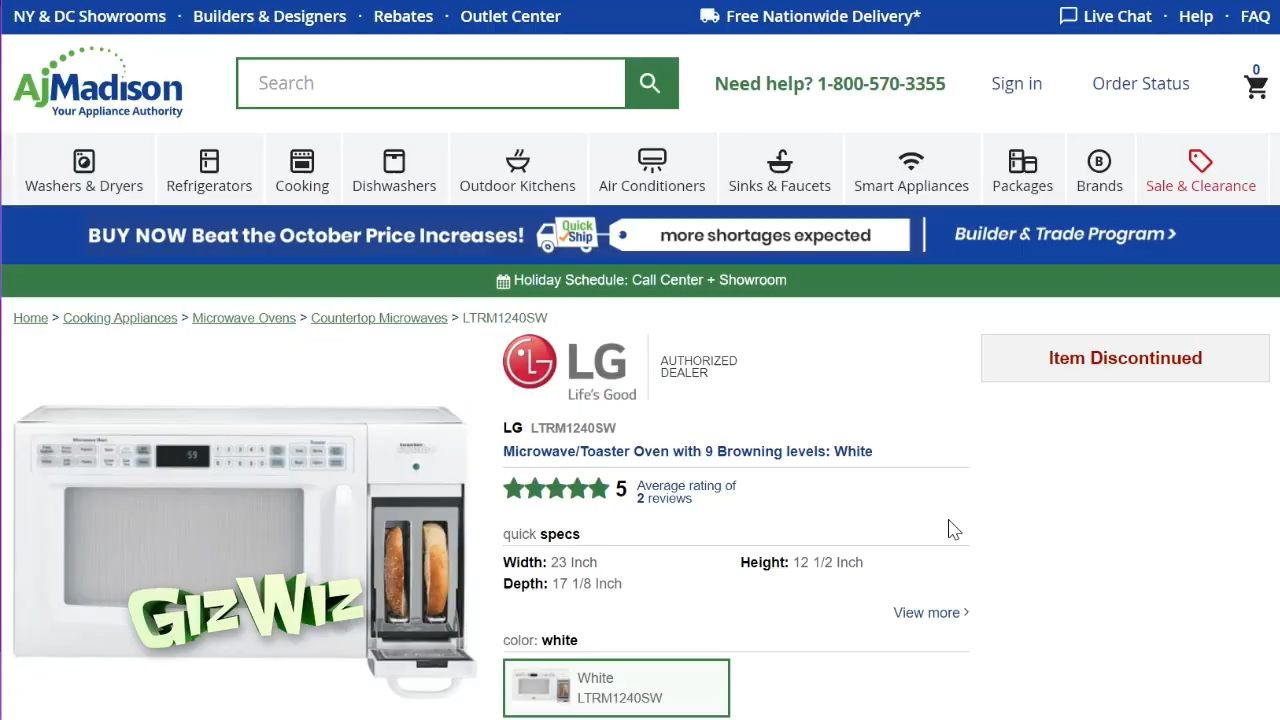 NY & DC Showrooms · Builders & Designers · Rebates · Outlet Center Free Nationwide Delivery* Live Chat · Help · FAQ
AjMadison
Your Appliance Authority
Search
Need help? 1-800-570-3355
Sign in
Order Status
0
Washers & Dryers Refrigerators Cooking Dishwashers Outdoor Kitchens Air Conditioners Sinks & Faucets Smart Appliances Packages Brands Sale & Clearance
BUY NOW Beat the October Price Increases! Quick Ship more shortages expected Builder & Trade Program >
Holiday Schedule: Call Center + Showroom
Home > Cooking Appliances > Microwave Ovens > Countertop Microwaves > LTRM1240SW
LG
Life's Good
AUTHORIZED
DEALER
Item Discontinued
LG LTRM1240SW
Microwave/Toaster Oven with 9 Browning levels: White
5 Average rating of
2 reviews
quick specs
Width: 23 Inch Height: 12 1/2 Inch
Depth: 17 1/8 Inch
View more >
color: white
White
LTRM1240SW
GizWiz